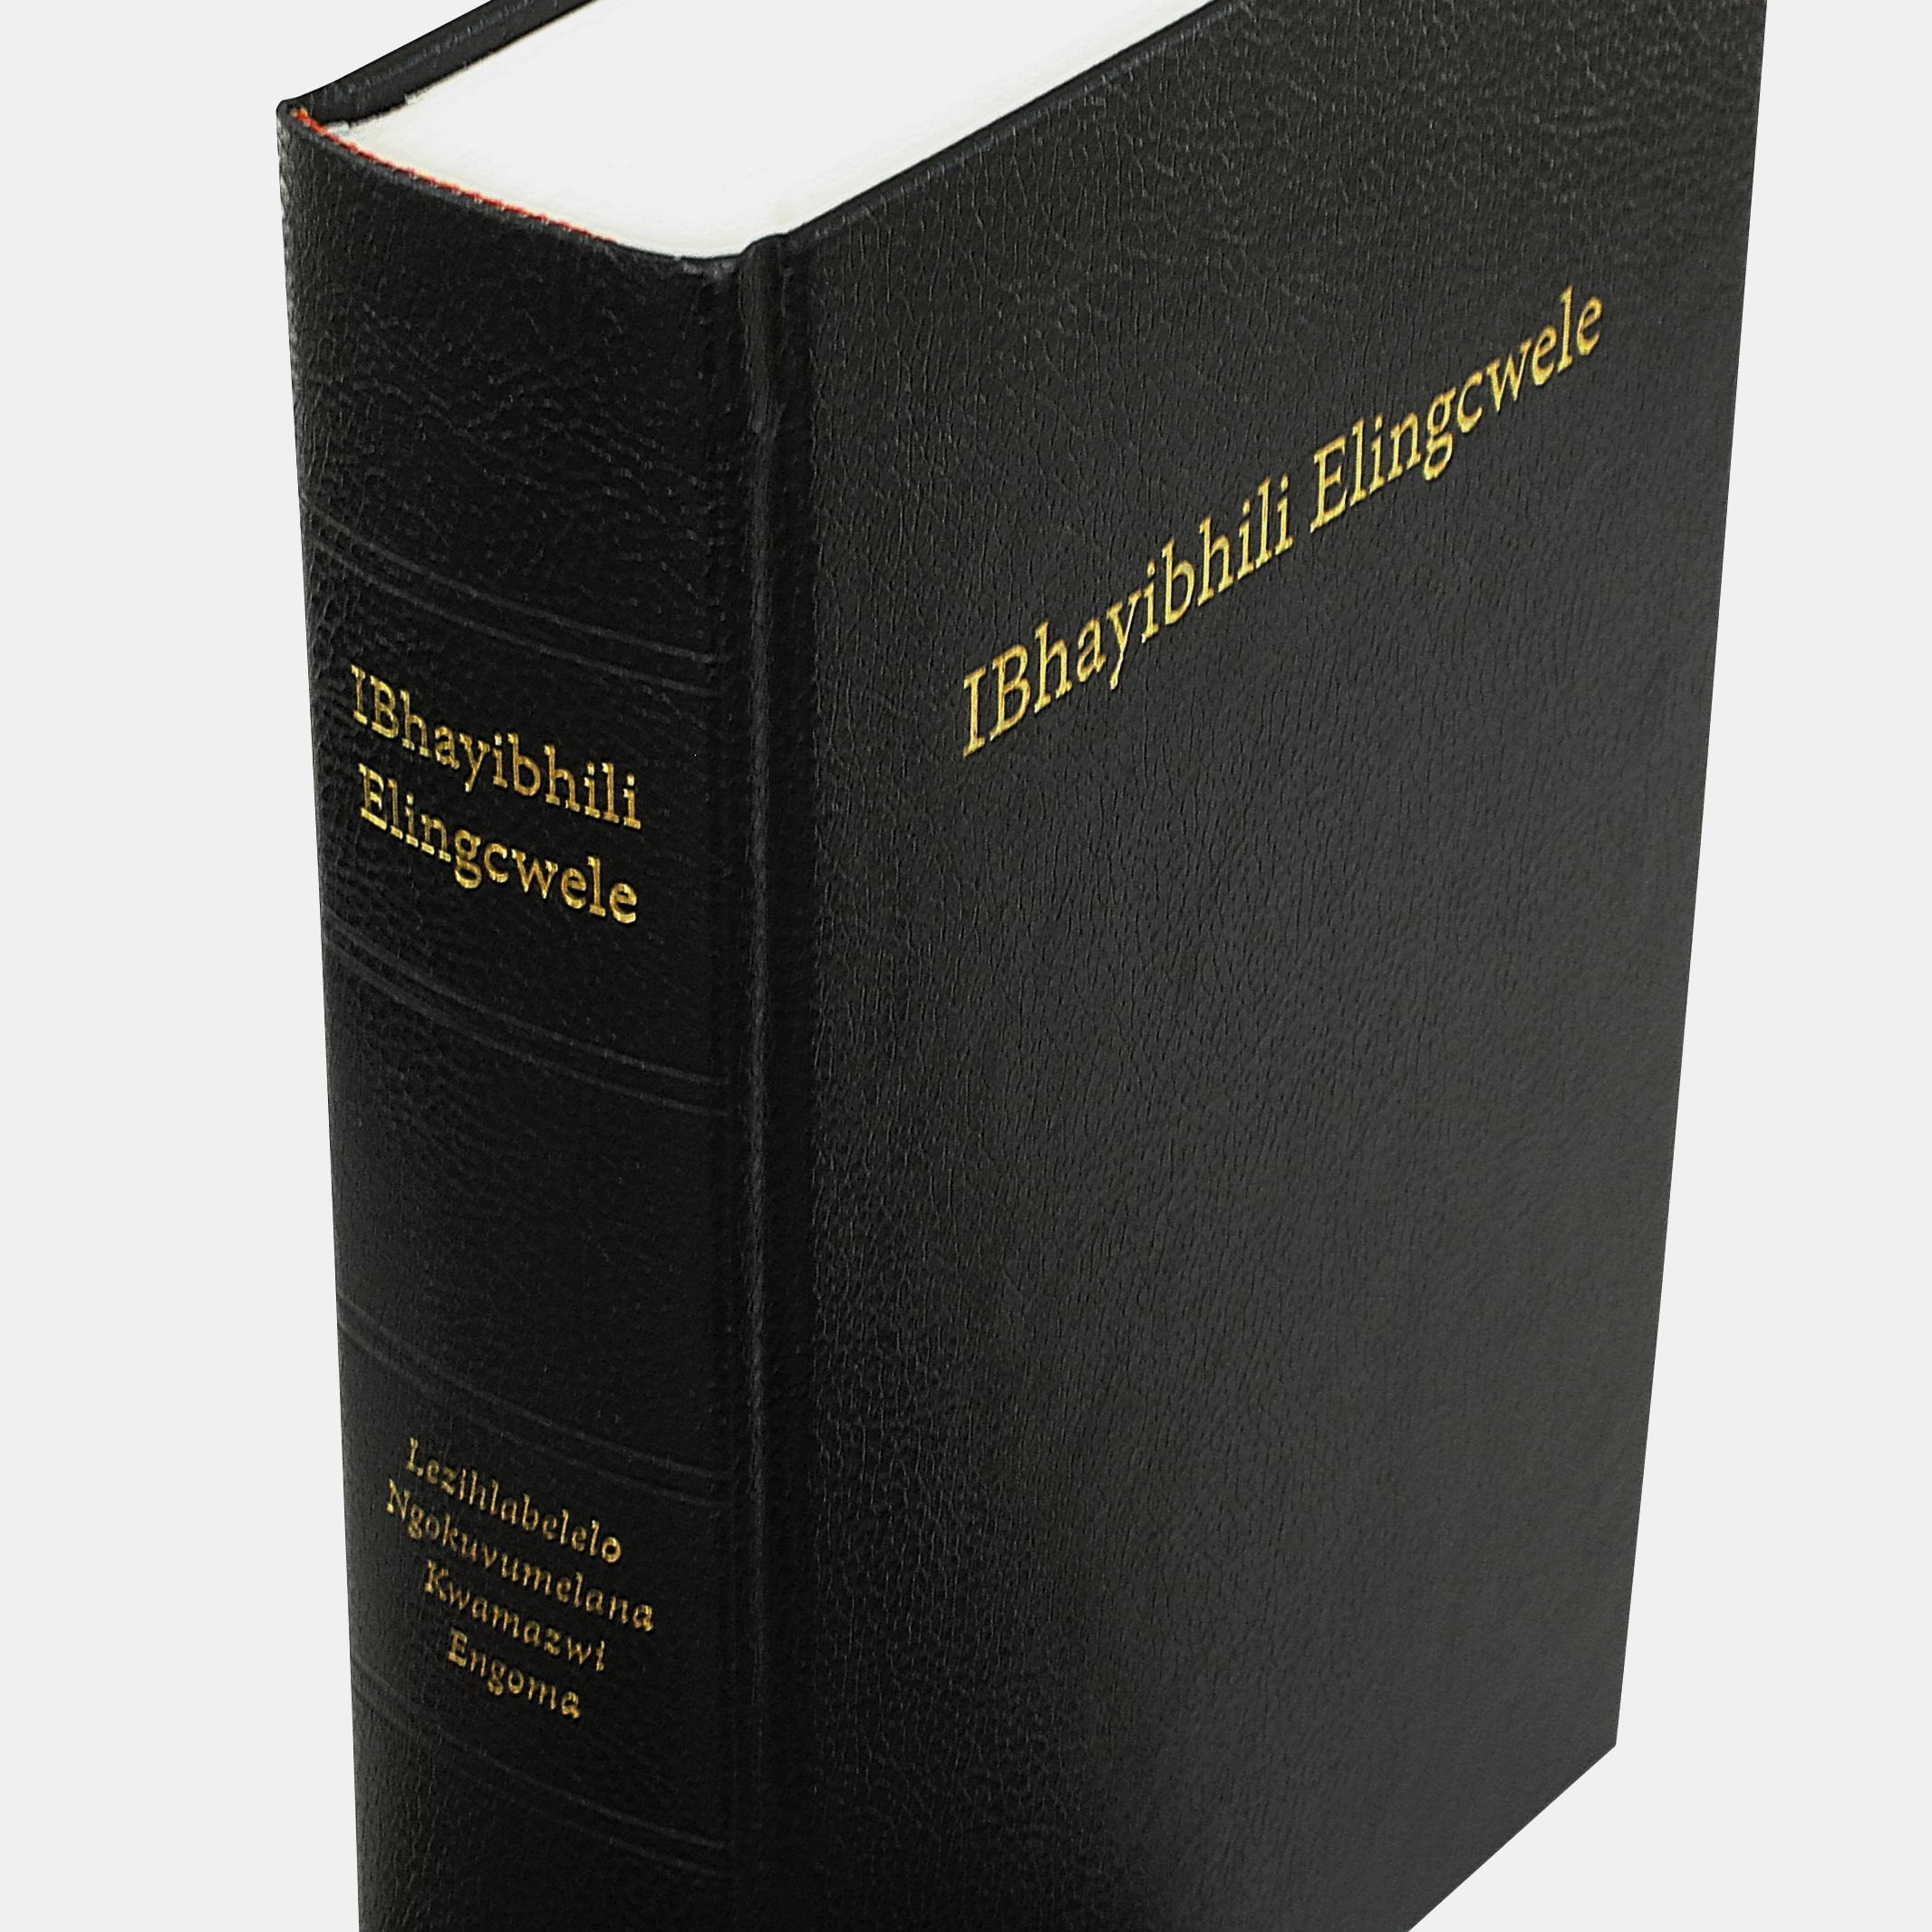 IBhayibhili
Elingcwele
Lezihlabelelo
Ngokuvumelana
Kwamazwi
Engoma
IBhayibhili Elingcwele